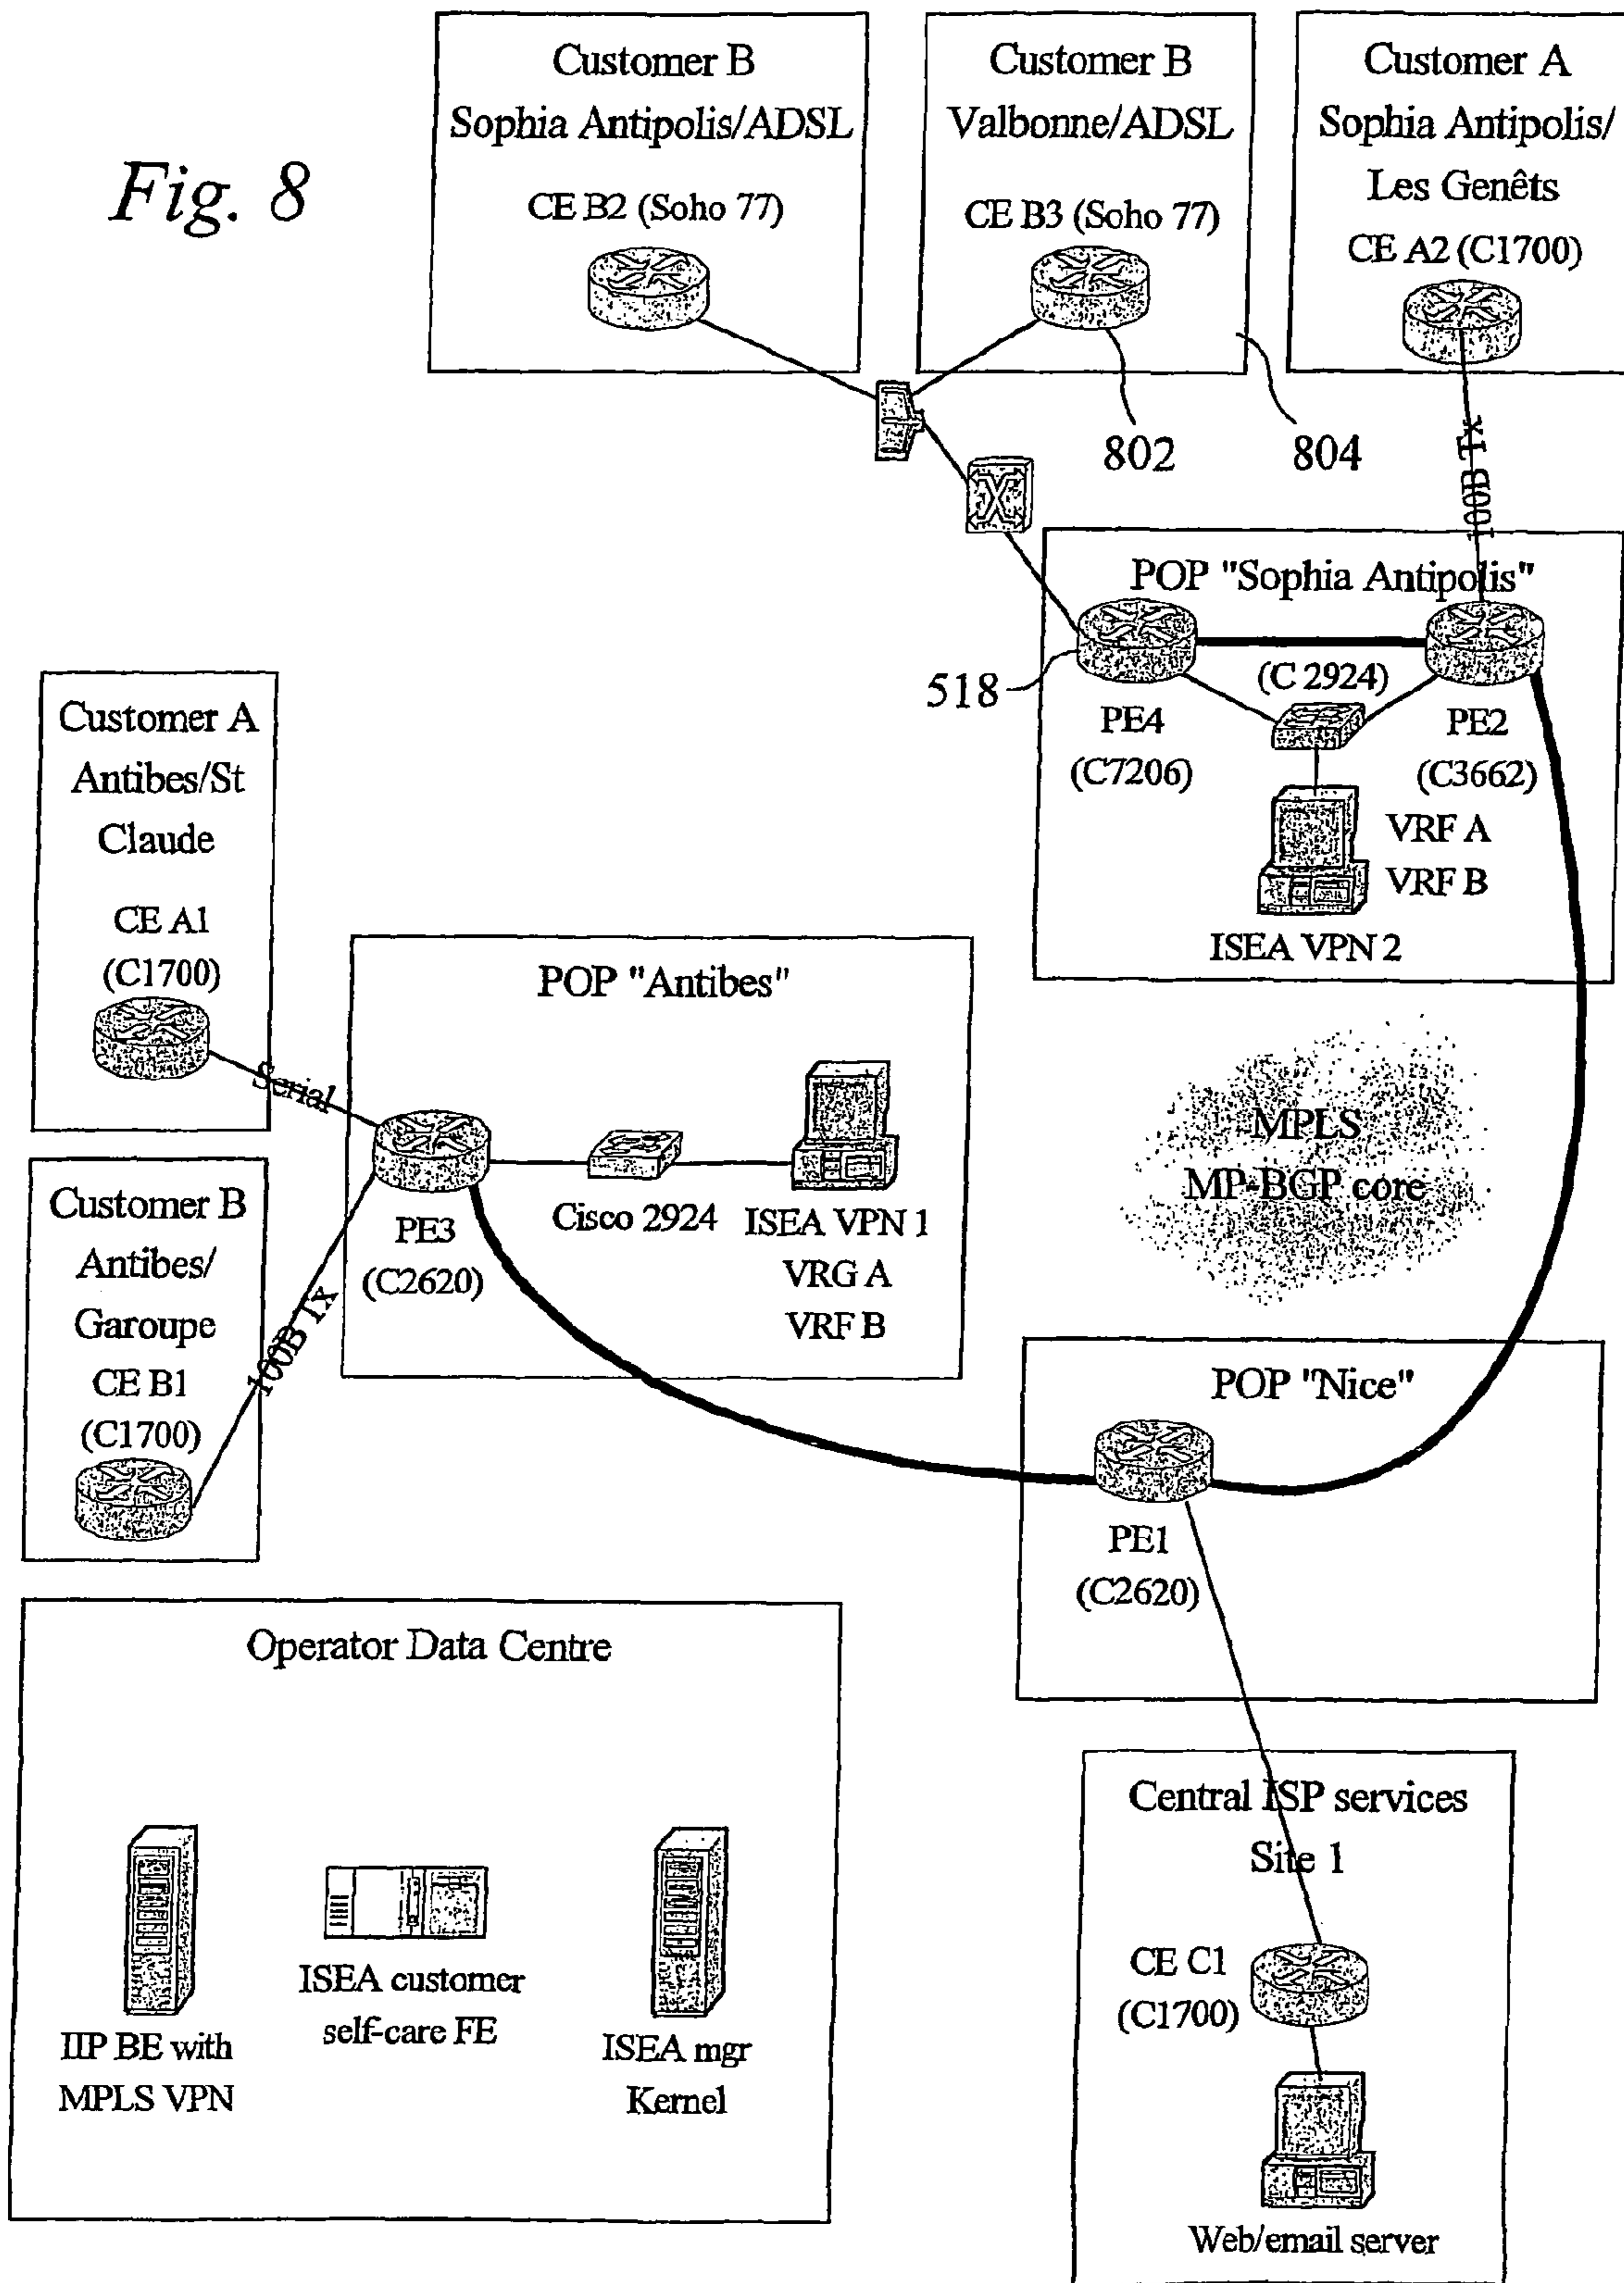 Fig. 8
Customer B
Sophia Antipolis/ADSL
CE B2 (Soho 77)
Customer B
Valbonne/ADSL
CE B3 (Soho 77)
Customer A
Sophia Antipolis/
Les Genêts
CE A2 (C1700)
802
804
100B Tx
POP "Sophia Antipolis"
518
(C 2924)
PE4
(C7206)
PE2
(C3662)
VRF A
VRF B
ISEA VPN 2
Customer A
Antibes/St
Claude
CE A1
(C1700)
Serial
POP "Antibes"
PE3
(C2620)
Cisco 2924
ISEA VPN 1
VRG A
VRF B
MPLS
MP-BGP core
Customer B
Antibes/
Garoupe
CE B1
(C1700)
100B Tx
POP "Nice"
PE1
(C2620)
Operator Data Centre
IIP BE with
MPLS VPN
ISEA customer
self-care FE
ISEA mgr
Kernel
Central ISP services
Site 1
CE C1
(C1700)
Web/email server